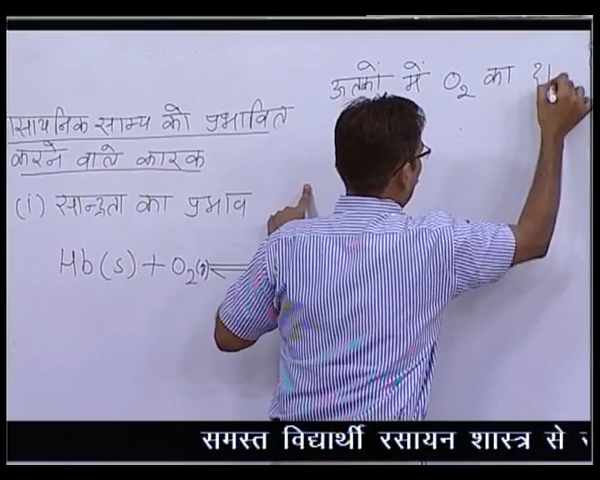 ऊतकों में O₂ का
रासायनिक साम्य को प्रभावित
करने वाले कारक
(i) सान्द्रता का प्रभाव
Hb(s) + O₂(g) ⇌
समस्त विद्यार्थी रसायन शास्त्र से